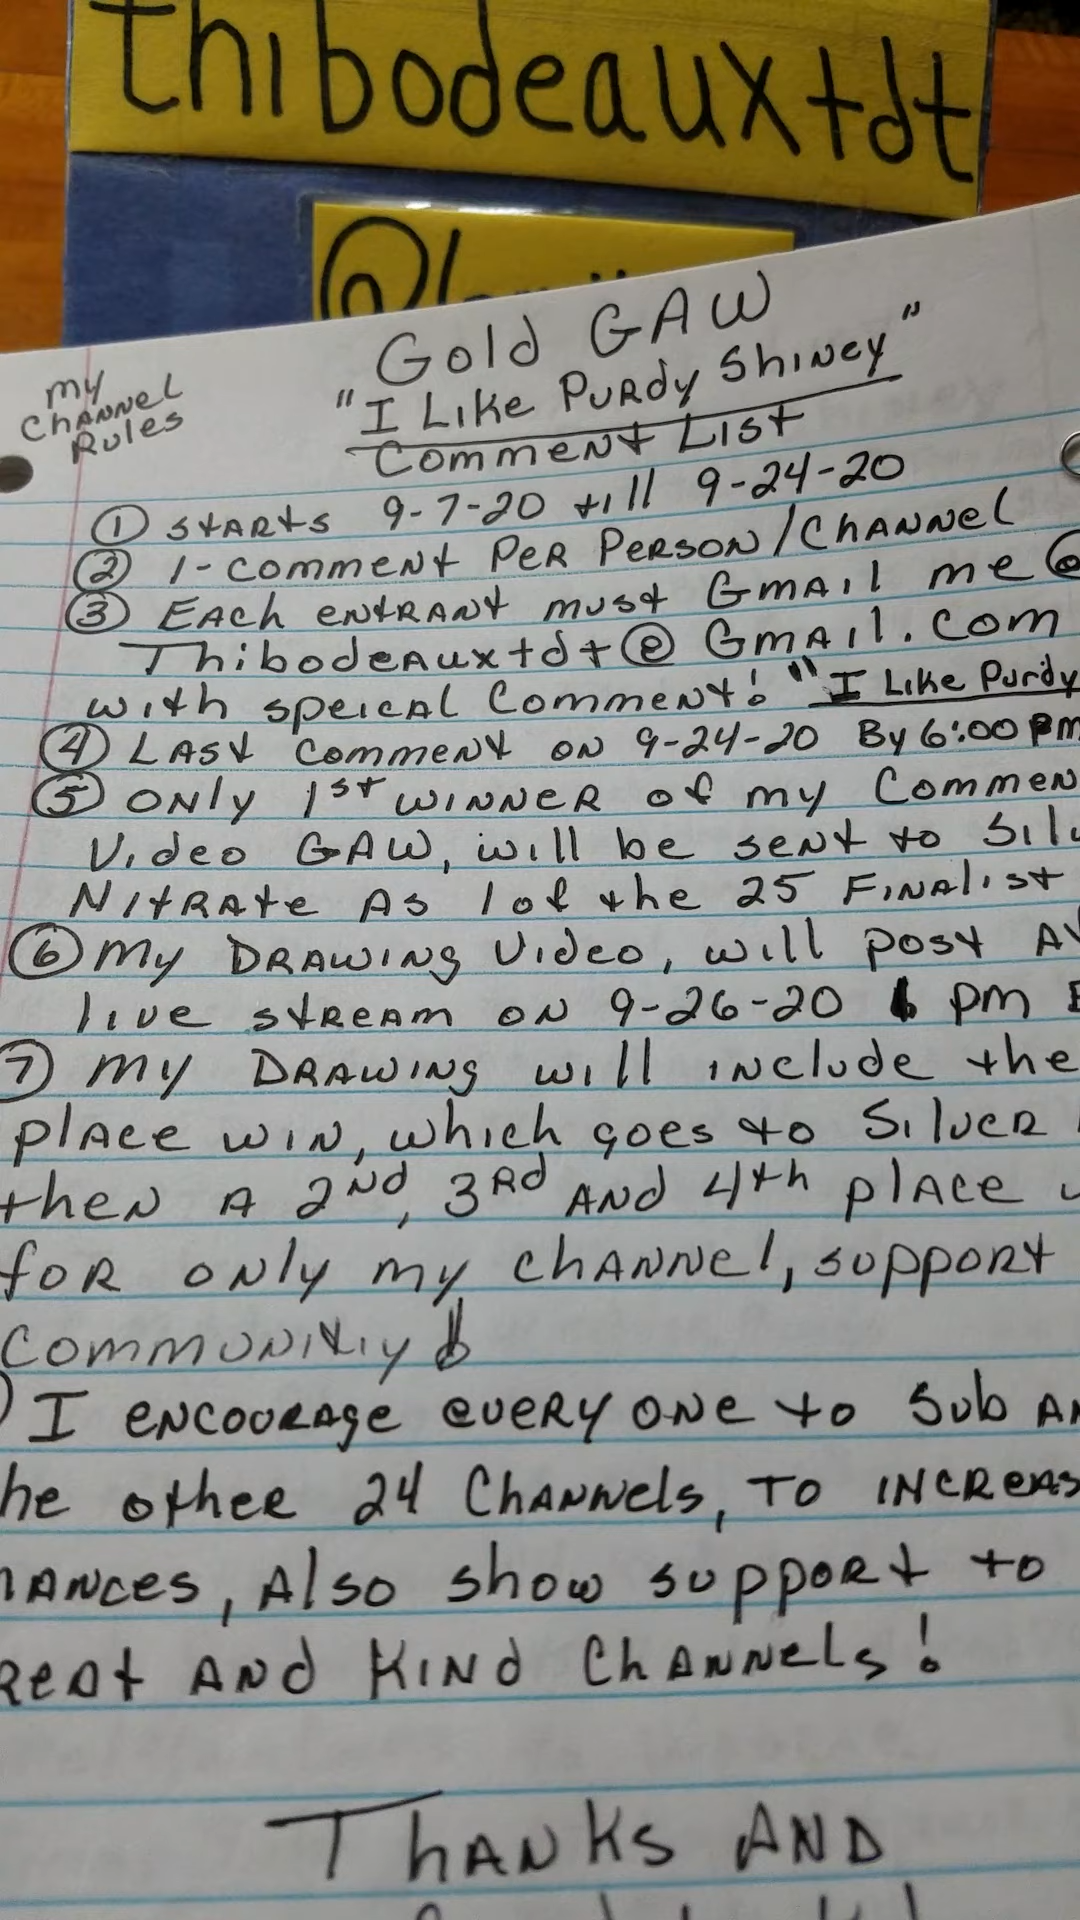 thibodeauxtdt
Gold GAW
"I Like Purdy Shiney"
Comment List
my
Channel
Rules
① Starts 9-7-20 till 9-24-20
② 1-Comment Per Person/Channel
③ Each entrant must Gmail me @
Thibodeauxtdt@Gmail.com
with speical Comment! "I Like Purdy
④ Last Comment on 9-24-20 By 6:00 pm
⑤ Only 1st winner of my Commen
Video GAW, will be sent to Silv
Nitrate As 1 of the 25 Finalist
⑥ my Drawing Video, will post
live stream on 9-26-20 pm
7) my Drawing will include the
place win, which goes to Silver
then A 2nd, 3rd and 4th place
for only my channel, support
Communitiy!
I encourage everyone to Sub
he other 24 Channels, to increas
hances, Also show support to
reat and Kind Channels!
Thanks And